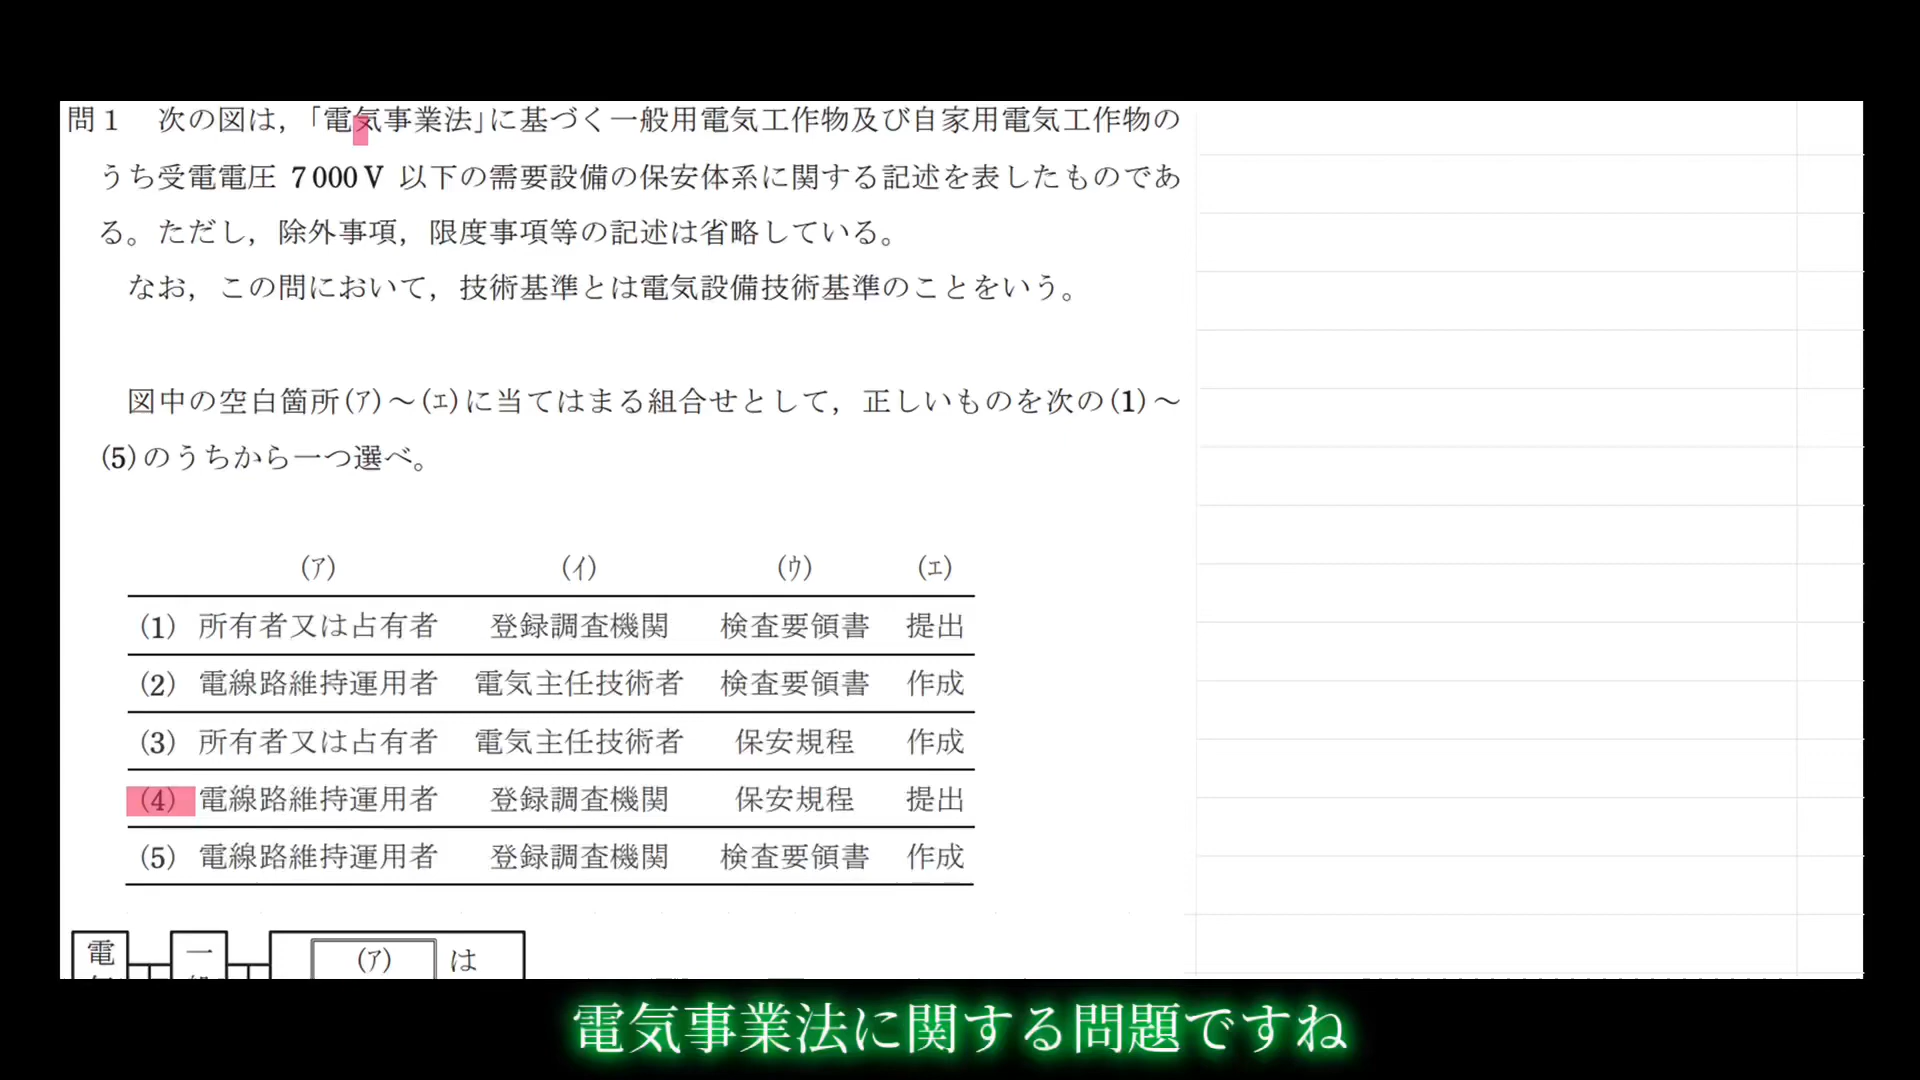 問1 次の図は，「電気事業法」に基づく一般用電気工作物及び自家用電気工作物の
うち受電電圧 7000V 以下の需要設備の保安体系に関する記述を表したものであ
る。ただし，除外事項，限度事項等の記述は省略している。
なお，この問において，技術基準とは電気設備技術基準のことをいう。
図中の空白箇所(ア)～(エ)に当てはまる組合せとして，正しいものを次の(1)～
(5)のうちから一つ選べ。
(ア) (イ) (ウ) (エ)
(1) 所有者又は占有者 登録調査機関 検査要領書 提出
(2) 電線路維持運用者 電気主任技術者 検査要領書 作成
(3) 所有者又は占有者 電気主任技術者 保安規程 作成
(4) 電線路維持運用者 登録調査機関 保安規程 提出
(5) 電線路維持運用者 登録調査機関 検査要領書 作成
電 一 (ア) は
電気事業法に関する問題ですね